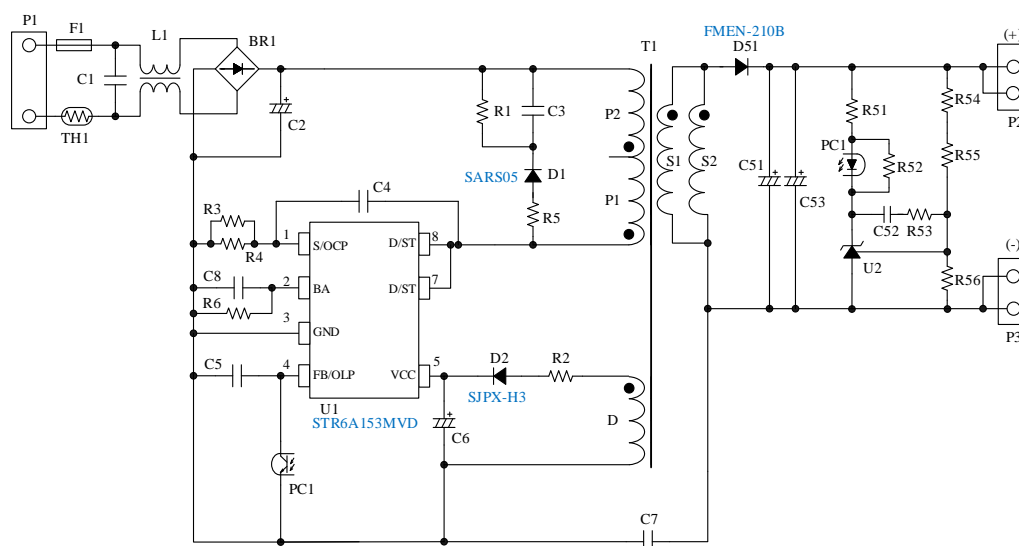 FMEN-210B
P1
F1
L1
BR1
T1
D51
(+)
C1
TH1
C2
R1
C3
P2
S1
S2
R51
R54
P2
PC1
R52
R55
C51
C53
SARS05
D1
P1
R5
C4
R3
R4
1
S/OCP
D/ST
8
C52
R53
U2
(-)
C8
2
BA
D/ST
7
R56
R6
3
GND
P3
C5
4
FB/OLP
VCC
5
D2
R2
SJPX-H3
U1
STR6A153MVD
C6
D
PC1
C7